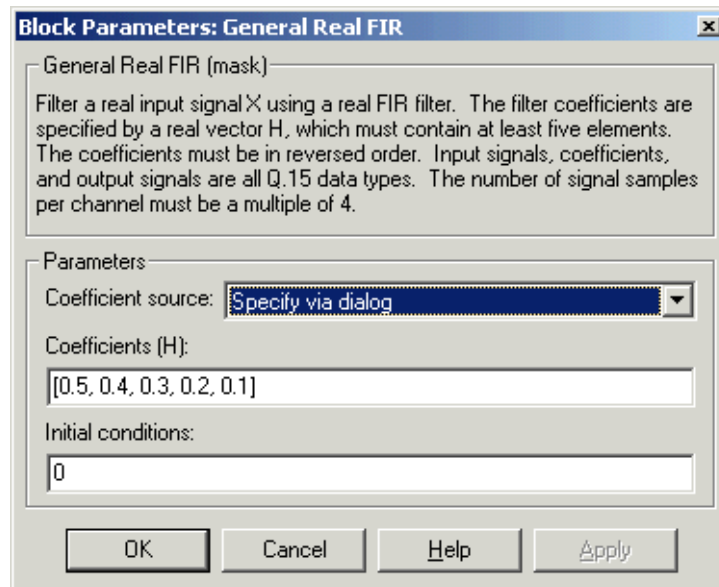 Block Parameters: General Real FIR
General Real FIR (mask)
Filter a real input signal X using a real FIR filter. The filter coefficients are
specified by a real vector H, which must contain at least five elements.
The coefficients must be in reversed order. Input signals, coefficients,
and output signals are all Q.15 data types. The number of signal samples
per channel must be a multiple of 4.
Parameters
Coefficient source: Specify via dialog
Coefficients (H):
[0.5, 0.4, 0.3, 0.2, 0.1]
Initial conditions:
0
OK Cancel Help Apply